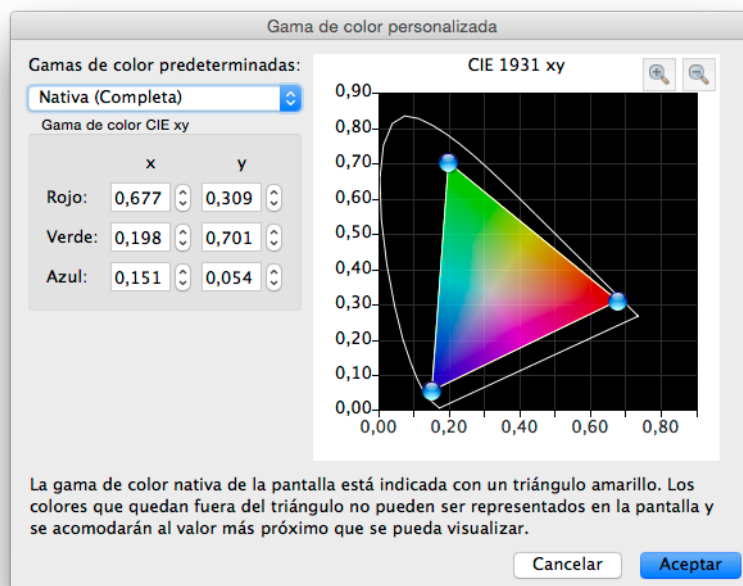 Gama de color personalizada
Gamas de color predeterminadas:
Nativa (Completa)
Gama de color CIE xy
x y
Rojo: 0,677 0,309
Verde: 0,198 0,701
Azul: 0,151 0,054
CIE 1931 xy
0,90
0,80
0,70
0,60
0,50
0,40
0,30
0,20
0,10
0,00
0,00 0,20 0,40 0,60 0,80
La gama de color nativa de la pantalla está indicada con un triángulo amarillo. Los
colores que quedan fuera del triángulo no pueden ser representados en la pantalla y
se acomodarán al valor más próximo que se pueda visualizar.
Cancelar Aceptar